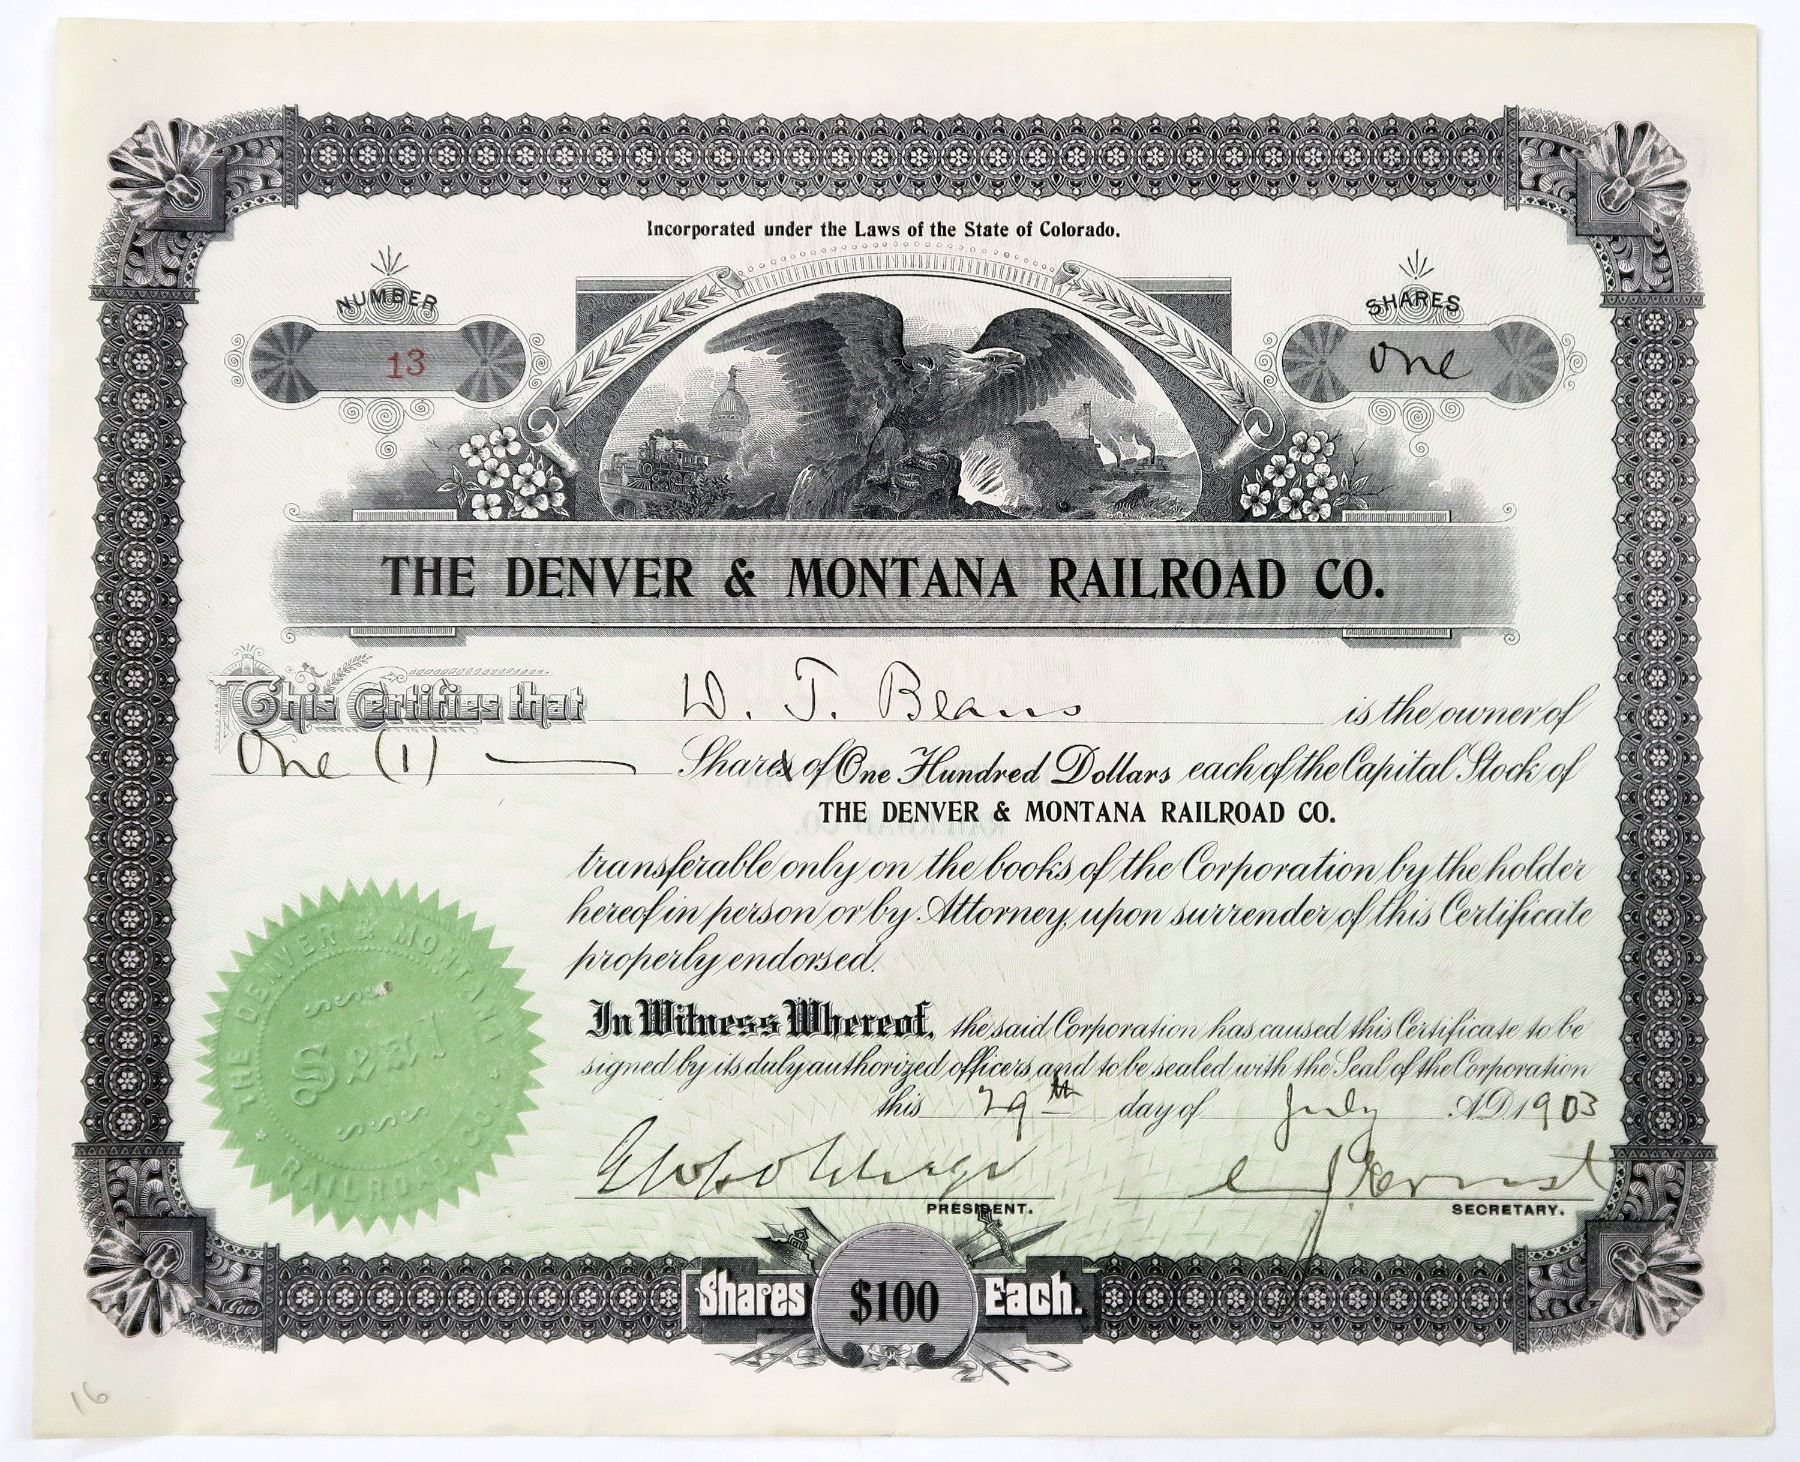 Incorporated under the Laws of the State of Colorado.
NUMBER
13
SHARES
One
THE DENVER & MONTANA RAILROAD CO.
This Certifies that W. J. Beans is the owner of
One (1) Shares of One Hundred Dollars each of the Capital Stock of
THE DENVER & MONTANA RAILROAD CO.
transferable only on the books of the Corporation by the holder
hereof in person or by Attorney, upon surrender of this Certificate
properly endorsed.
In Witness Whereof, the said Corporation has caused this Certificate to be
signed by its duly authorized officers and to be sealed with the Seal of the Corporation
this 29th day of July A.D. 1903
PRESIDENT.
SECRETARY.
THE DENVER & MONTANA
Seal
RAILROAD CO.
Shares $100 Each.
Goes
16